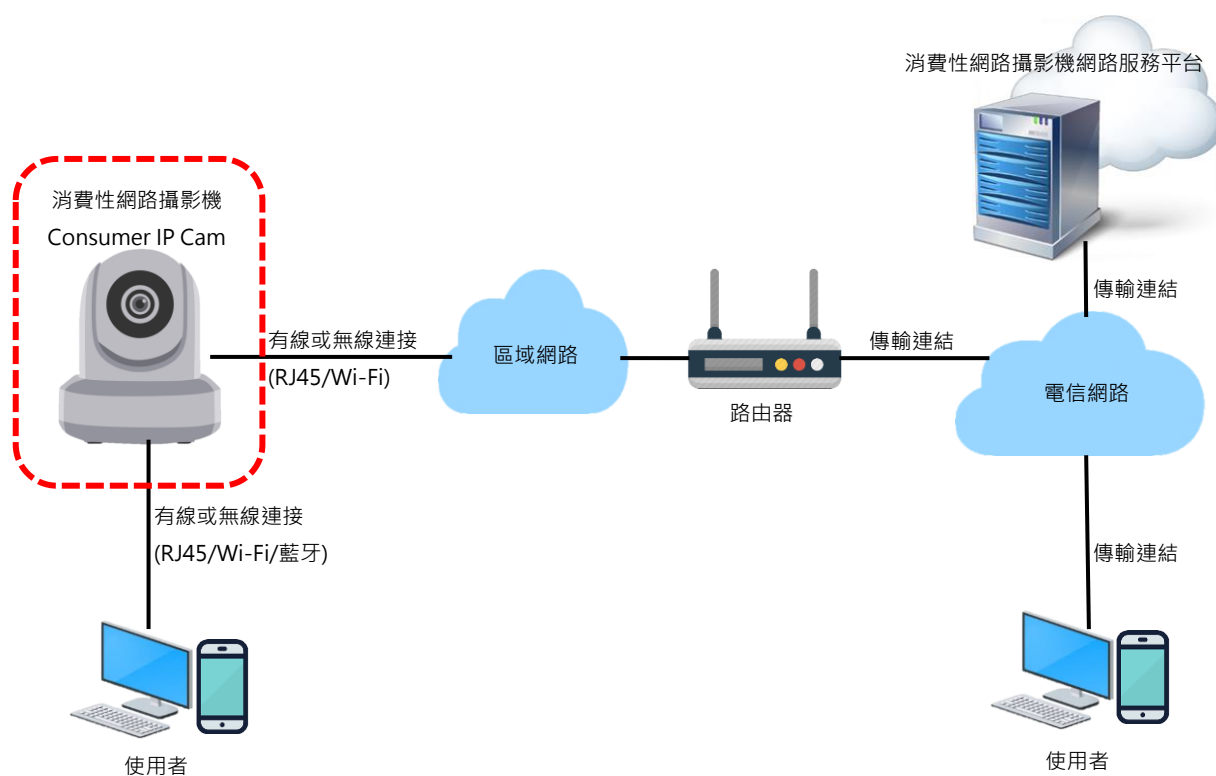 消費性網路攝影機網路服務平台
消費性網路攝影機
Consumer IP Cam
傳輸連結
有線或無線連接
(RJ45/Wi-Fi)
區域網路
傳輸連結
電信網路
路由器
有線或無線連接
(RJ45/Wi-Fi/藍牙)
傳輸連結
使用者
使用者